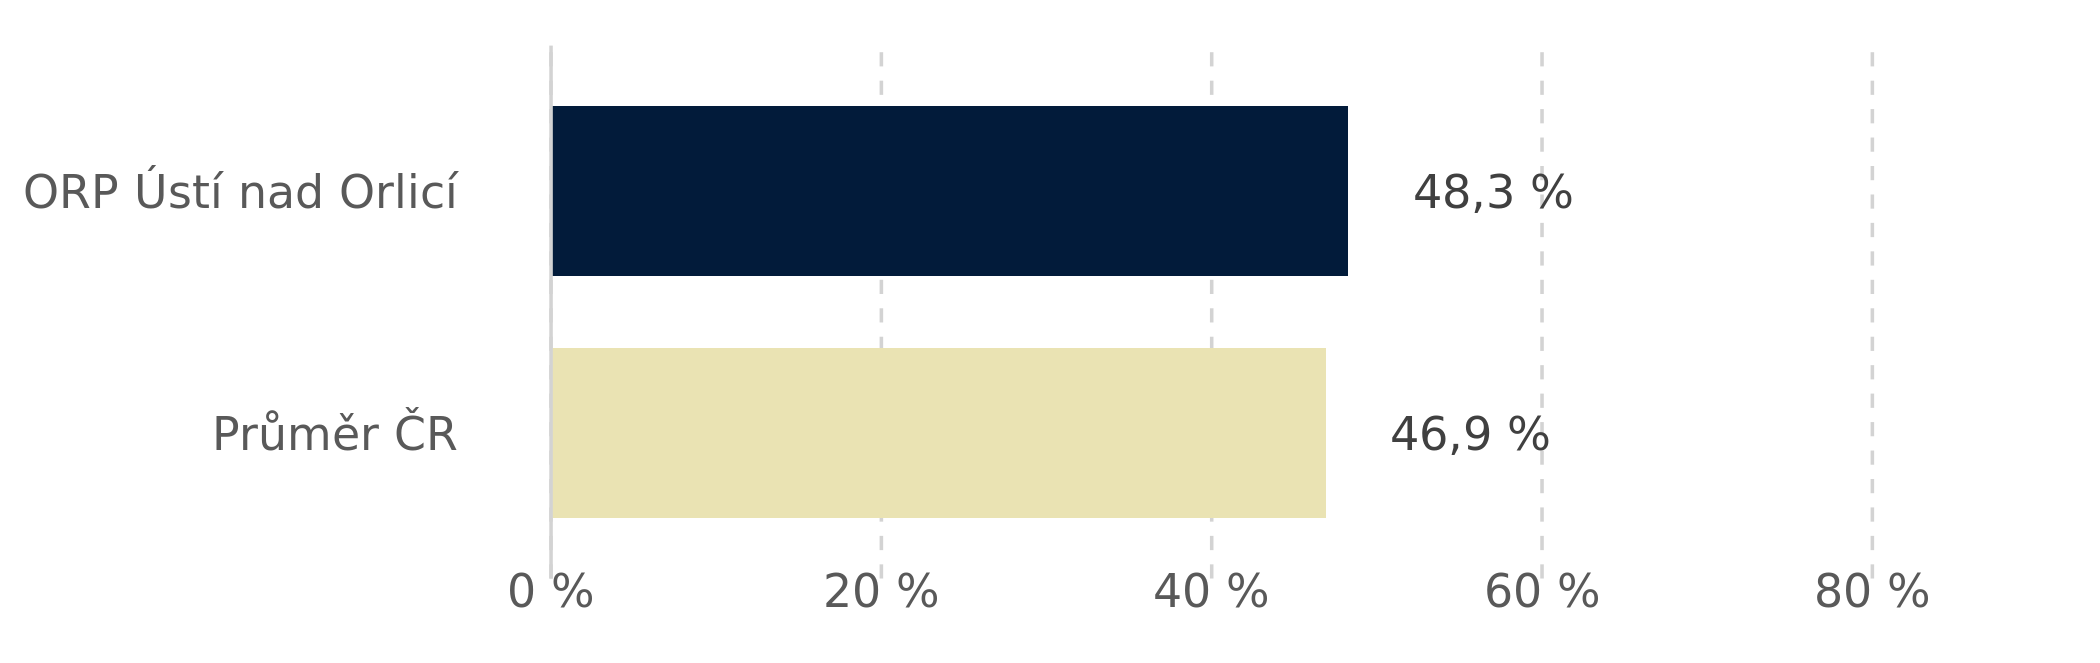 ORP Ústí nad Orlicí 48,3 %
Průměr ČR 46,9 %
0 % 20 % 40 % 60 % 80 %